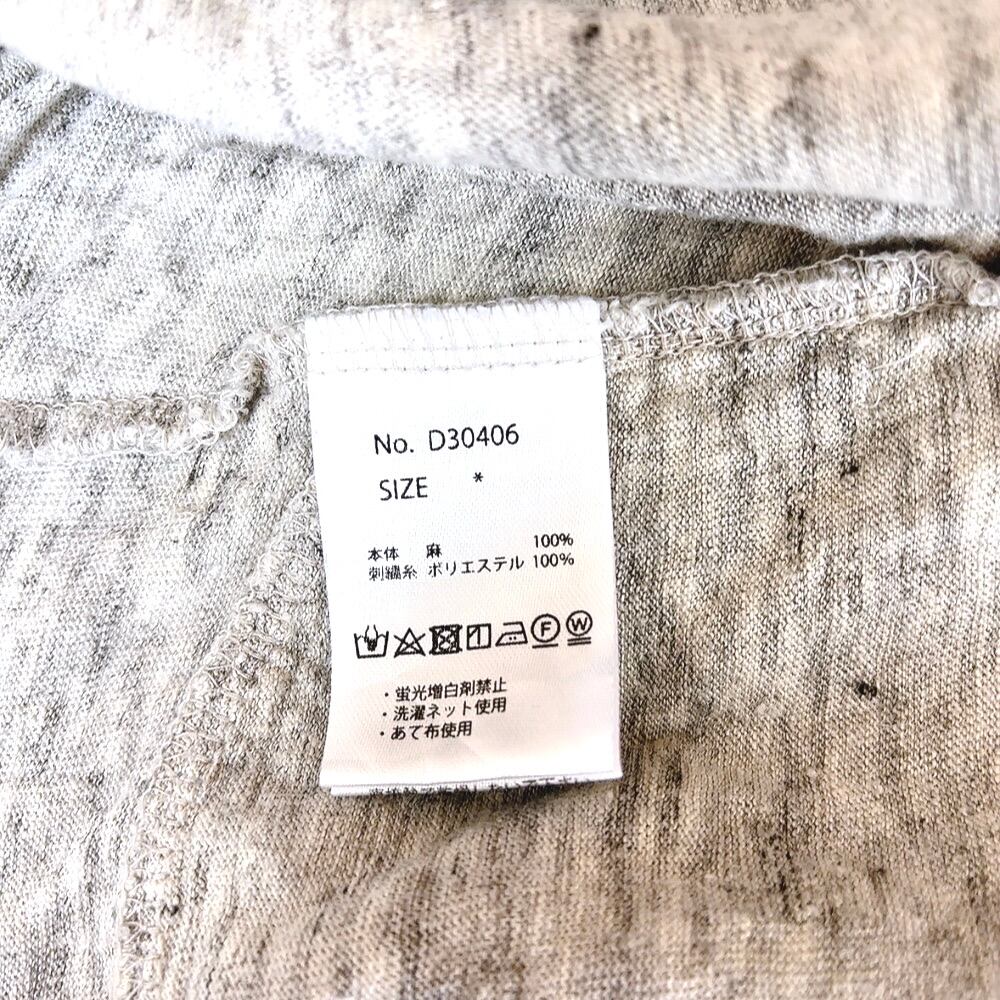 No. D30406
SIZE *
本体 麻 100%
刺繍糸 ポリエステル 100%
F W
・蛍光増白剤禁止
・洗濯ネット使用
・あて布使用